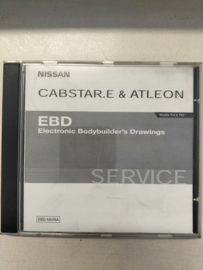 NISSAN
CABSTAR.E & ATLEON
EBD
Electronic Bodybuilder's Drawings
SERVICE